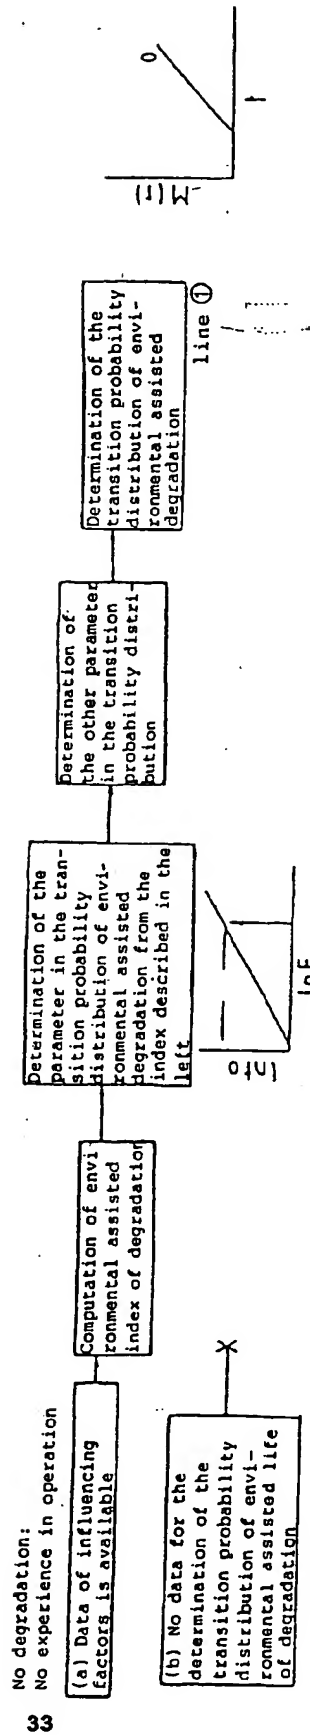 33
No degradation:
No experience in operation
(a) Data of influencing
factors is available
Computation of envi
ronmental assisted
index of degradation
Determination of the
parameter in the tran-
sition probability
distribution of envi-
ronmental assisted
degradation from the
index described in the
left
lnto
lnF
Determination of
the other parameter
in the transition
probability distri-
bution
Determination of the
transition probability
distribution of envi-
ronmental assisted
degradation
line ①
M(t)
O
t
(b) No data for the
determination of the
transition probability
distribution of envi-
ronmental assisted life
of degradation